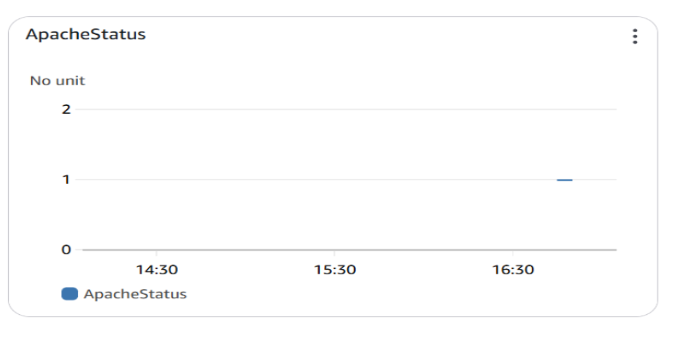 ApacheStatus
No unit
2
1
0
14:30 15:30 16:30
ApacheStatus